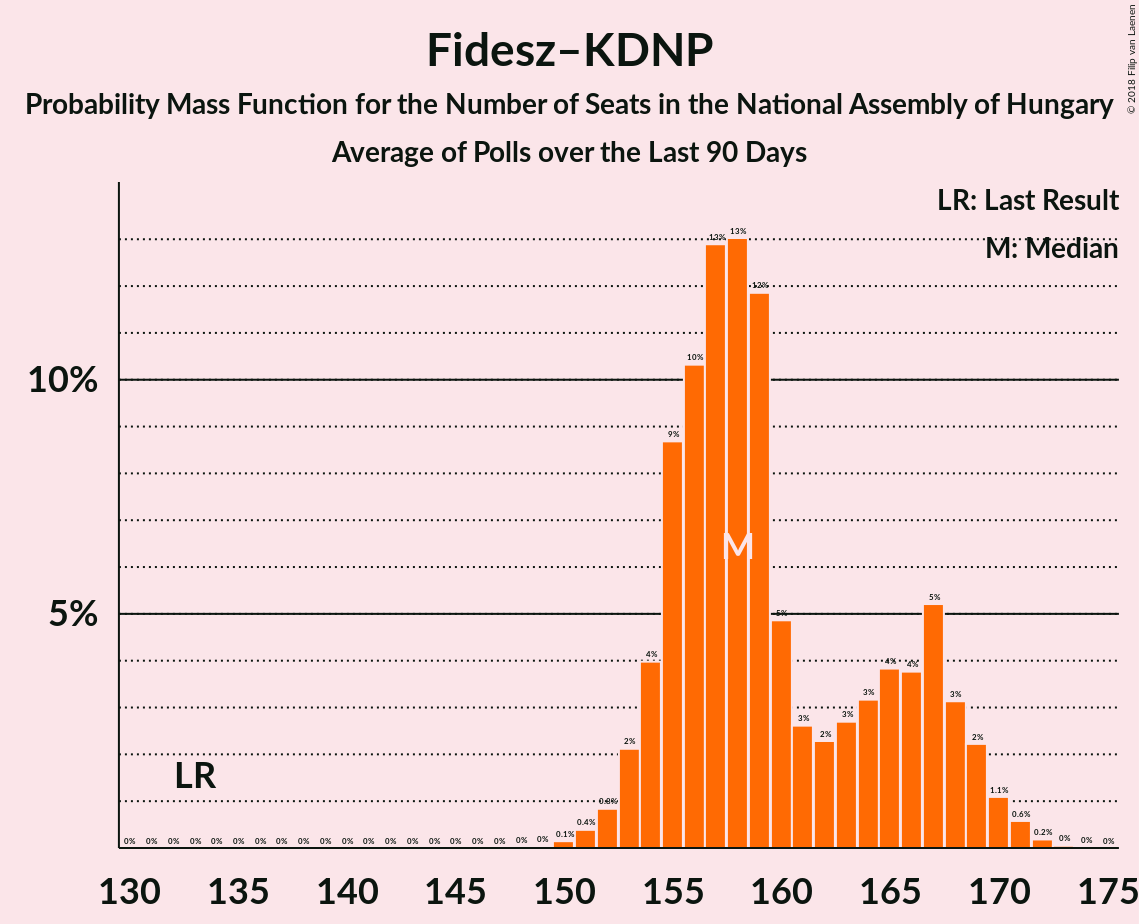 Fidesz–KDNP
Probability Mass Function for the Number of Seats in the National Assembly of Hungary
Average of Polls over the Last 90 Days
© 2018 Filip van Laenen
LR: Last Result
M: Median
13% 13%
12%
10%
10%
9%
M
5%
5%
5%
4%
4% 4%
3% 3% 3% 3%
2% 2% 2%
LR
0.8% 1.1%
0.4% 0.6%
0.1% 0.2%
0% 0% 0% 0% 0% 0% 0% 0% 0% 0% 0% 0% 0% 0% 0% 0% 0% 0% 0% 0% 0% 0% 0%
130 135 140 145 150 155 160 165 170 175